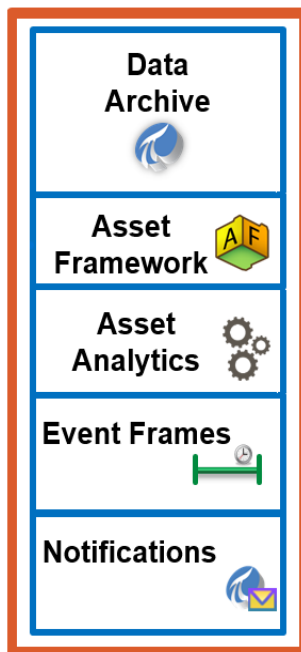 Data
Archive
Asset
Framework
A F
Asset
Analytics
Event Frames
Notifications